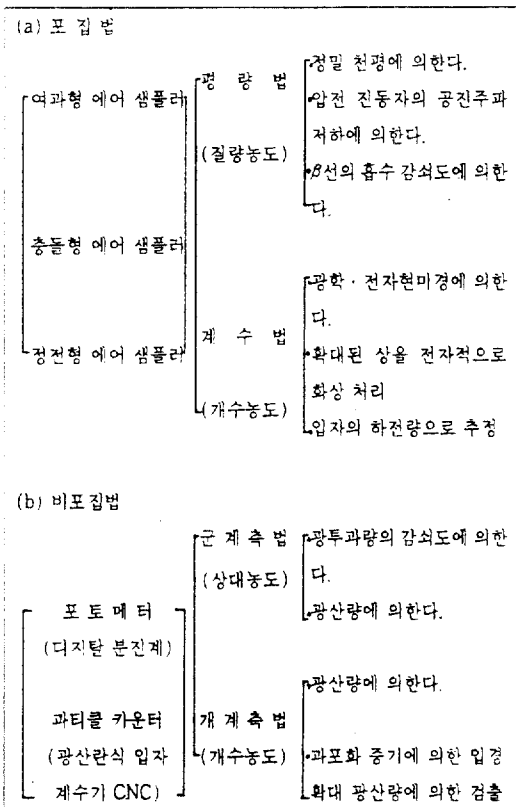 (a) 포 집 법
여과형 에어 샘플러
충돌형 에어 샘플러
정전형 에어 샘플러
평 량 법
(질량농도)
정밀 천평에 의한다.
압전 진동자의 공진주파
저하에 의한다.
β선의 흡수 감쇠도에 의한
다.
계 수 법
(개수농도)
광학·전자현미경에 의한
다.
확대된 상을 전자적으로
화상 처리
입자의 하전량으로 추정
(b) 비포집법
포토메터
(디지탈 분진계)
파티클 카운터
(광산란식 입자
계수기 CNC)
군 계 측 법
(상대농도)
광투과량의 감쇠도에 의한
다.
광산량에 의한다.
개 계 측 법
(개수농도)
광산량에 의한다.
과포화 증기에 의한 입경
확대 광산량에 의한 검출